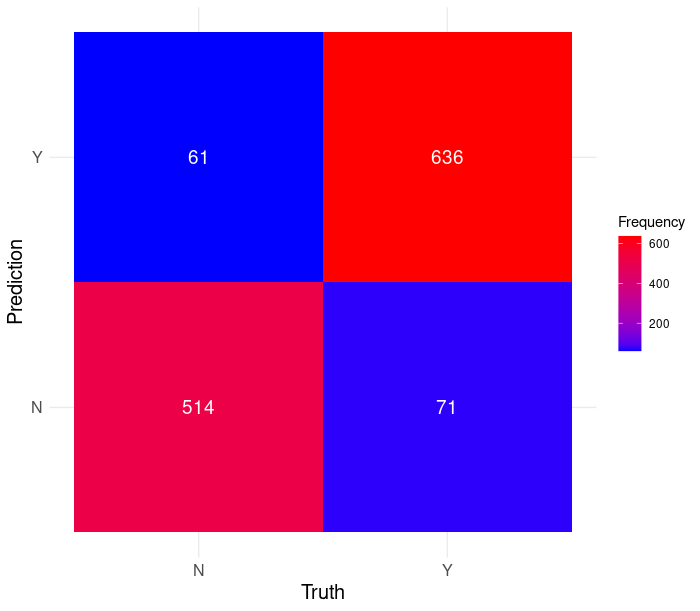 Y
61
636
Frequency
600
400
200
Prediction
N
514
71
N
Y
Truth